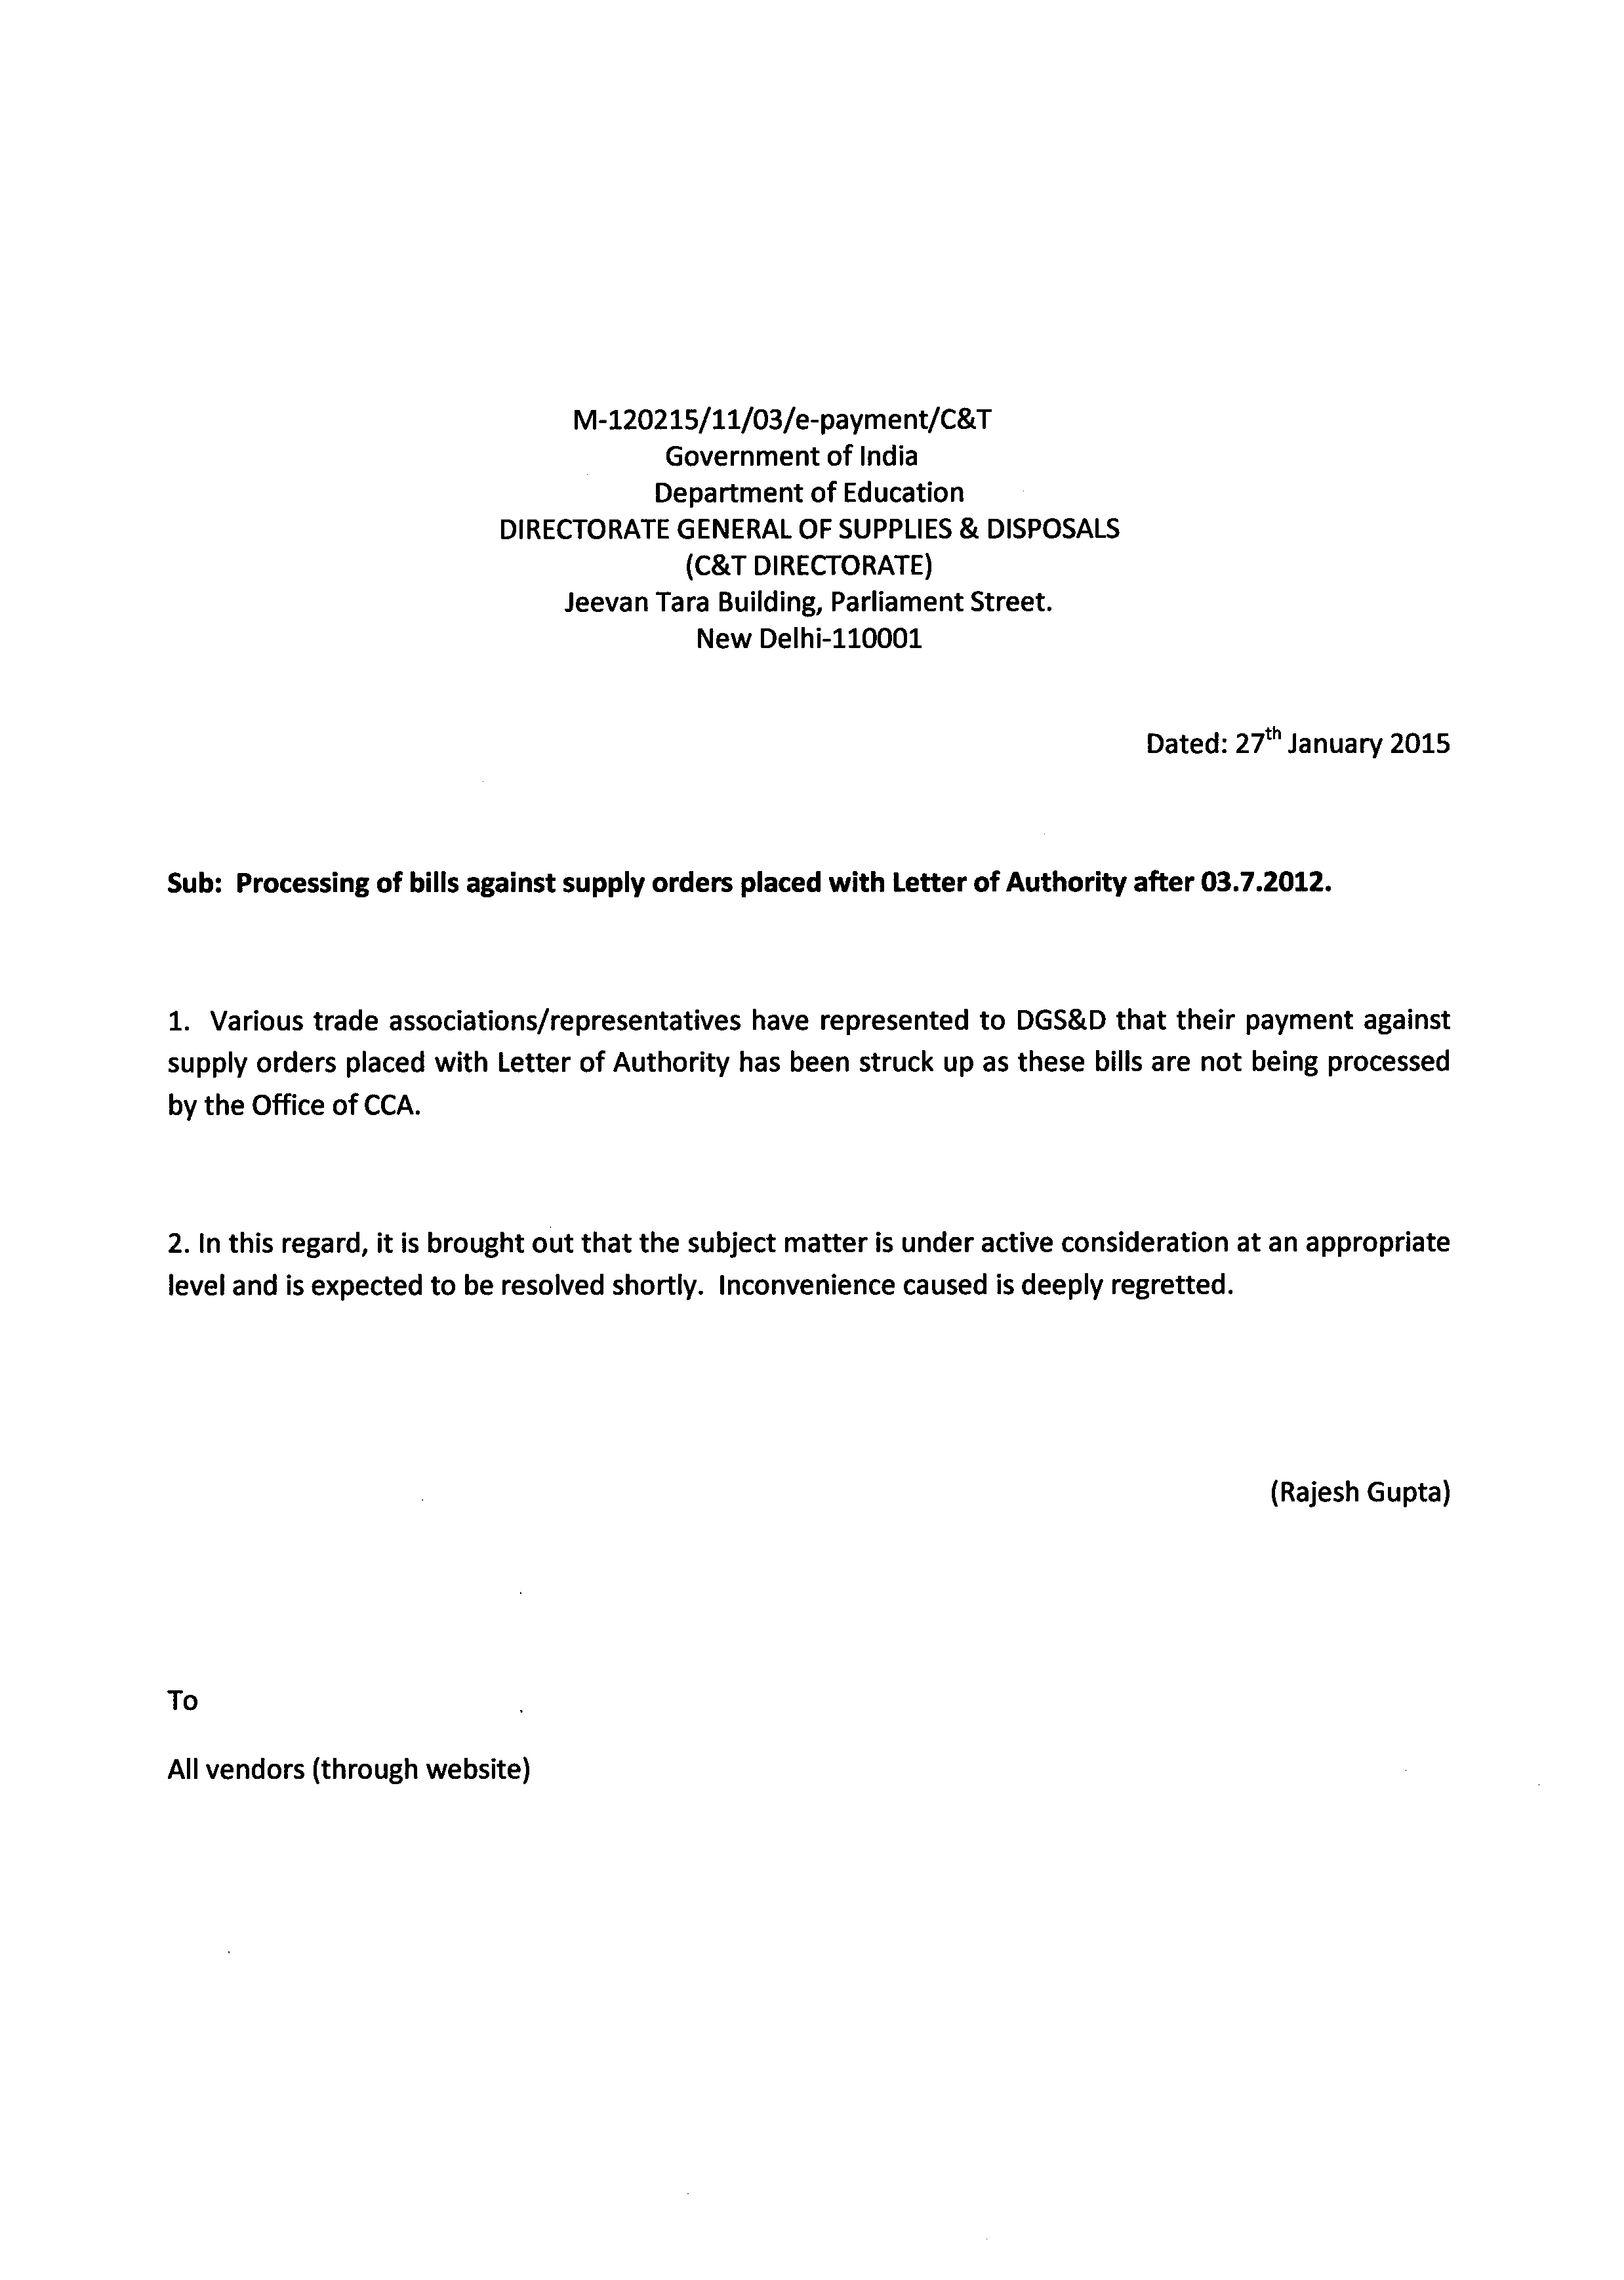 M-120215/11/03/e-payment/C&T
Government of India
Department of Education
DIRECTORATE GENERAL OF SUPPLIES & DISPOSALS
(C&T DIRECTORATE)
Jeevan Tara Building, Parliament Street.
New Delhi-110001
Dated: 27th January 2015
Sub: Processing of bills against supply orders placed with Letter of Authority after 03.7.2012.
1. Various trade associations/representatives have represented to DGS&D that their payment against
supply orders placed with Letter of Authority has been struck up as these bills are not being processed
by the Office of CCA.
2. In this regard, it is brought out that the subject matter is under active consideration at an appropriate
level and is expected to be resolved shortly. Inconvenience caused is deeply regretted.
(Rajesh Gupta)
To
All vendors (through website)